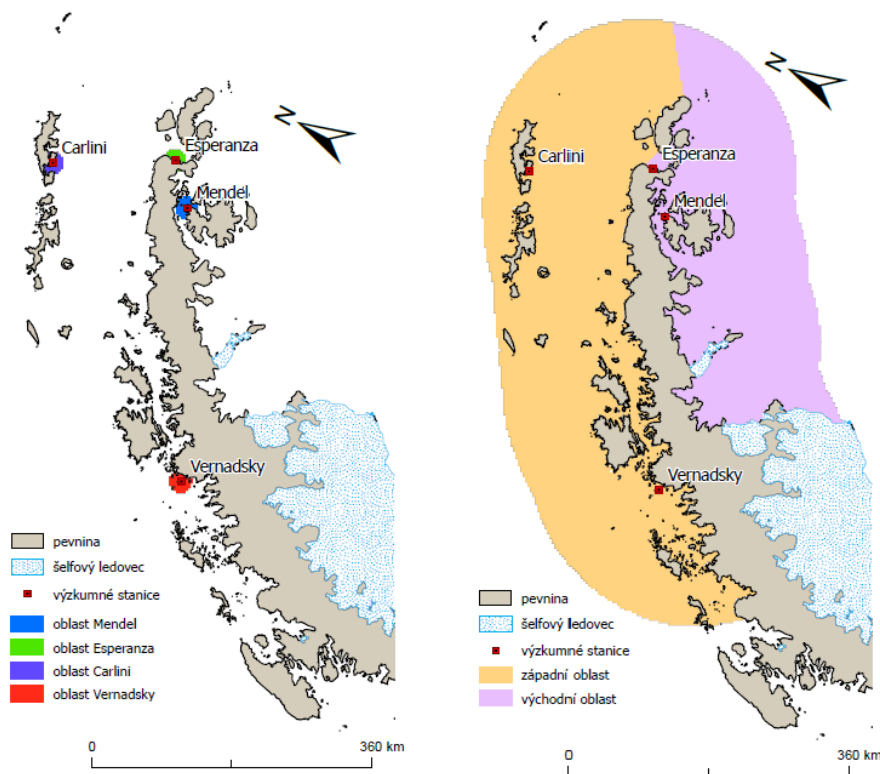 N
Carlini
Esperanza
Mendel
Vernadsky
pevnina
šelfový ledovec
výzkumné stanice
oblast Mendel
oblast Esperanza
oblast Carlini
oblast Vernadsky
0
360 km
N
Carlini
Esperanza
Mendel
Vernadsky
pevnina
šelfový ledovec
výzkumné stanice
západní oblast
východní oblast
0
360 km